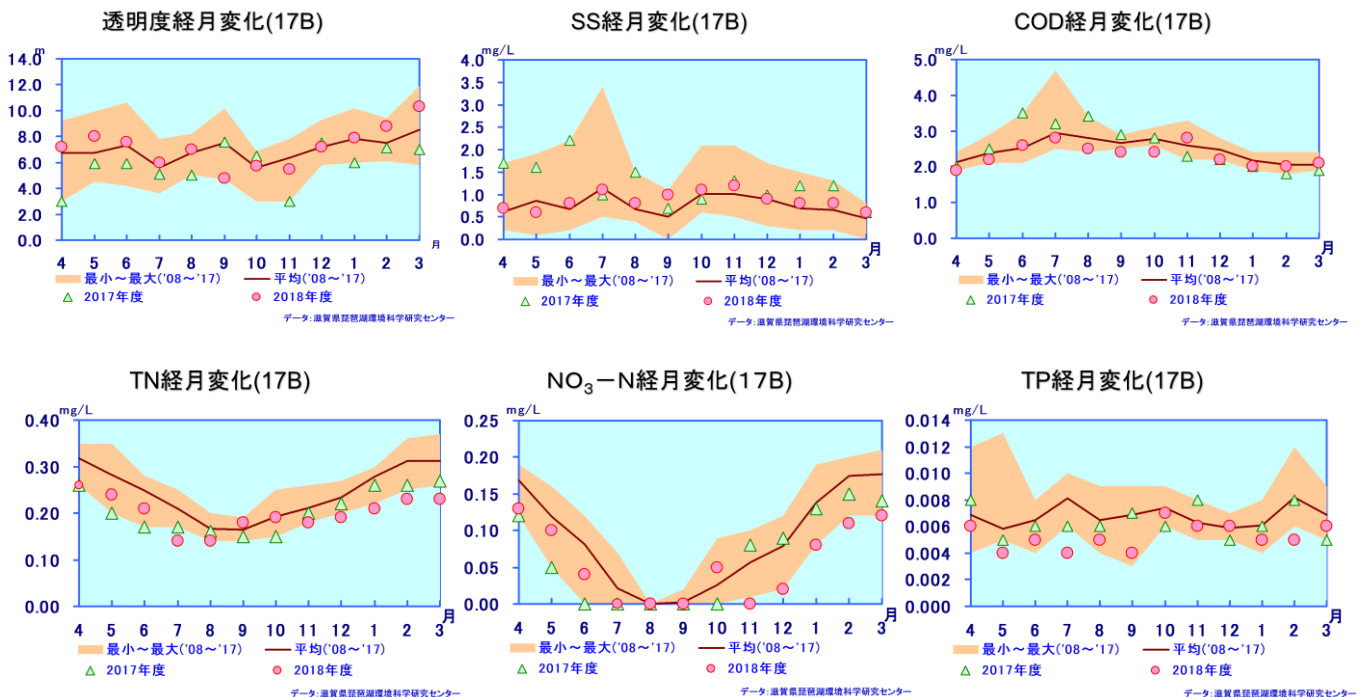 透明度経月変化(17B)
m
14.0
12.0
10.0
8.0
6.0
4.0
2.0
0.0
月
4 5 6 7 8 9 10 11 12 1 2 3
最小～最大('08～'17) 平均('08～'17)
2017年度 2018年度
データ:滋賀県琵琶湖環境科学研究センター
SS経月変化(17B)
mg/L
4.0
3.5
3.0
2.5
2.0
1.5
1.0
0.5
0.0
月
4 5 6 7 8 9 10 11 12 1 2 3
最小～最大('08～'17) 平均('08～'17)
2017年度 2018年度
データ:滋賀県琵琶湖環境科学研究センター
COD経月変化(17B)
mg/L
5.0
4.0
3.0
2.0
1.0
0.0
月
4 5 6 7 8 9 10 11 12 1 2 3
最小～最大('08～'17) 平均('08～'17)
2017年度 2018年度
データ:滋賀県琵琶湖環境科学研究センター
TN経月変化(17B)
mg/L
0.40
0.30
0.20
0.10
0.00
月
4 5 6 7 8 9 10 11 12 1 2 3
最小～最大('08～'17) 平均('08～'17)
2017年度 2018年度
データ:滋賀県琵琶湖環境科学研究センター
NO₃－N経月変化(17B)
mg/L
0.25
0.20
0.15
0.10
0.05
0.00
月
4 5 6 7 8 9 10 11 12 1 2 3
最小～最大('08～'17) 平均('08～'17)
2017年度 2018年度
データ:滋賀県琵琶湖環境科学研究センター
TP経月変化(17B)
mg/L
0.014
0.012
0.010
0.008
0.006
0.004
0.002
0.000
月
4 5 6 7 8 9 10 11 12 1 2 3
最小～最大('08～'17) 平均('08～'17)
2017年度 2018年度
データ:滋賀県琵琶湖環境科学研究センター